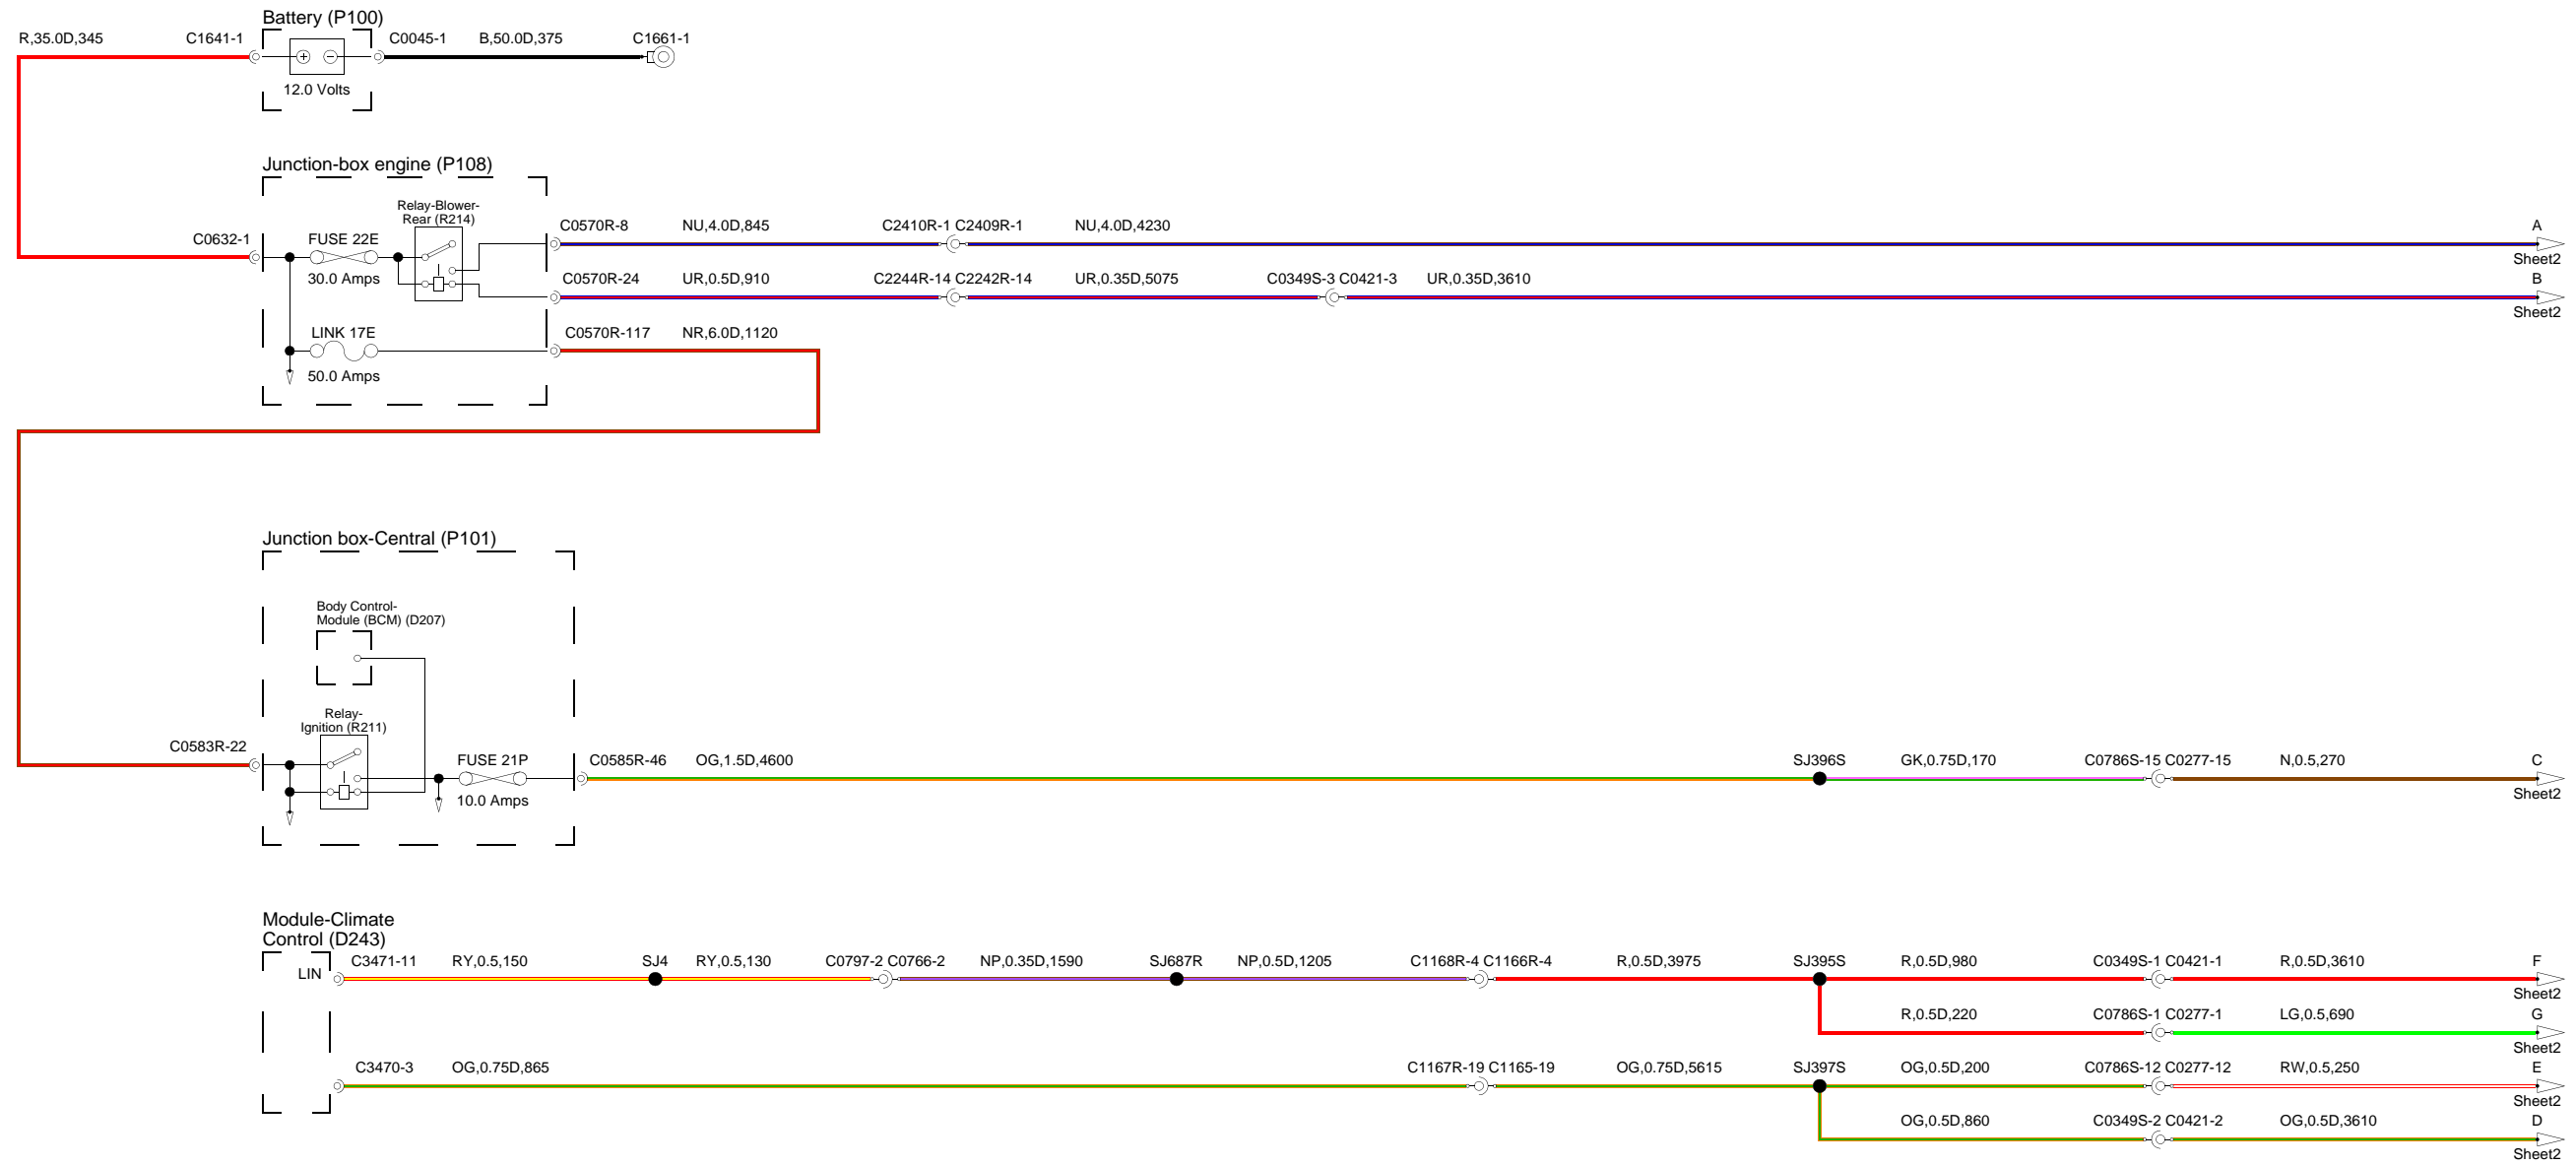 Battery (P100)
R,35.0D,345 C1641-1 C0045-1 B,50.0D,375 C1661-1
12.0 Volts
Junction-box engine (P108)
Relay-Blower-
Rear (R214)
C0632-1 FUSE 22E C0570R-8 NU,4.0D,845 C2410R-1 C2409R-1 NU,4.0D,4230 A
Sheet2
30.0 Amps C0570R-24 UR,0.5D,910 C2244R-14 C2242R-14 UR,0.35D,5075 C0349S-3 C0421-3 UR,0.35D,3610 B
Sheet2
LINK 17E C0570R-117 NR,6.0D,1120
50.0 Amps
Junction box-Central (P101)
Body Control-
Module (BCM) (D207)
Relay-
Ignition (R211)
C0583R-22 FUSE 21P C0585R-46 OG,1.5D,4600 SJ396S GK,0.75D,170 C0786S-15 C0277-15 N,0.5,270 C
Sheet2
10.0 Amps
Module-Climate
Control (D243)
LIN C3471-11 RY,0.5,150 SJ4 RY,0.5,130 C0797-2 C0766-2 NP,0.35D,1590 SJ687R NP,0.5D,1205 C1168R-4 C1166R-4 R,0.5D,3975 SJ395S R,0.5D,980 C0349S-1 C0421-1 R,0.5D,3610 F
Sheet2
R,0.5D,220 C0786S-1 C0277-1 LG,0.5,690 G
Sheet2
C3470-3 OG,0.75D,865 C1167R-19 C1165-19 OG,0.75D,5615 SJ397S OG,0.5D,200 C0786S-12 C0277-12 RW,0.5,250 E
Sheet2
OG,0.5D,860 C0349S-2 C0421-2 OG,0.5D,3610 D
Sheet2